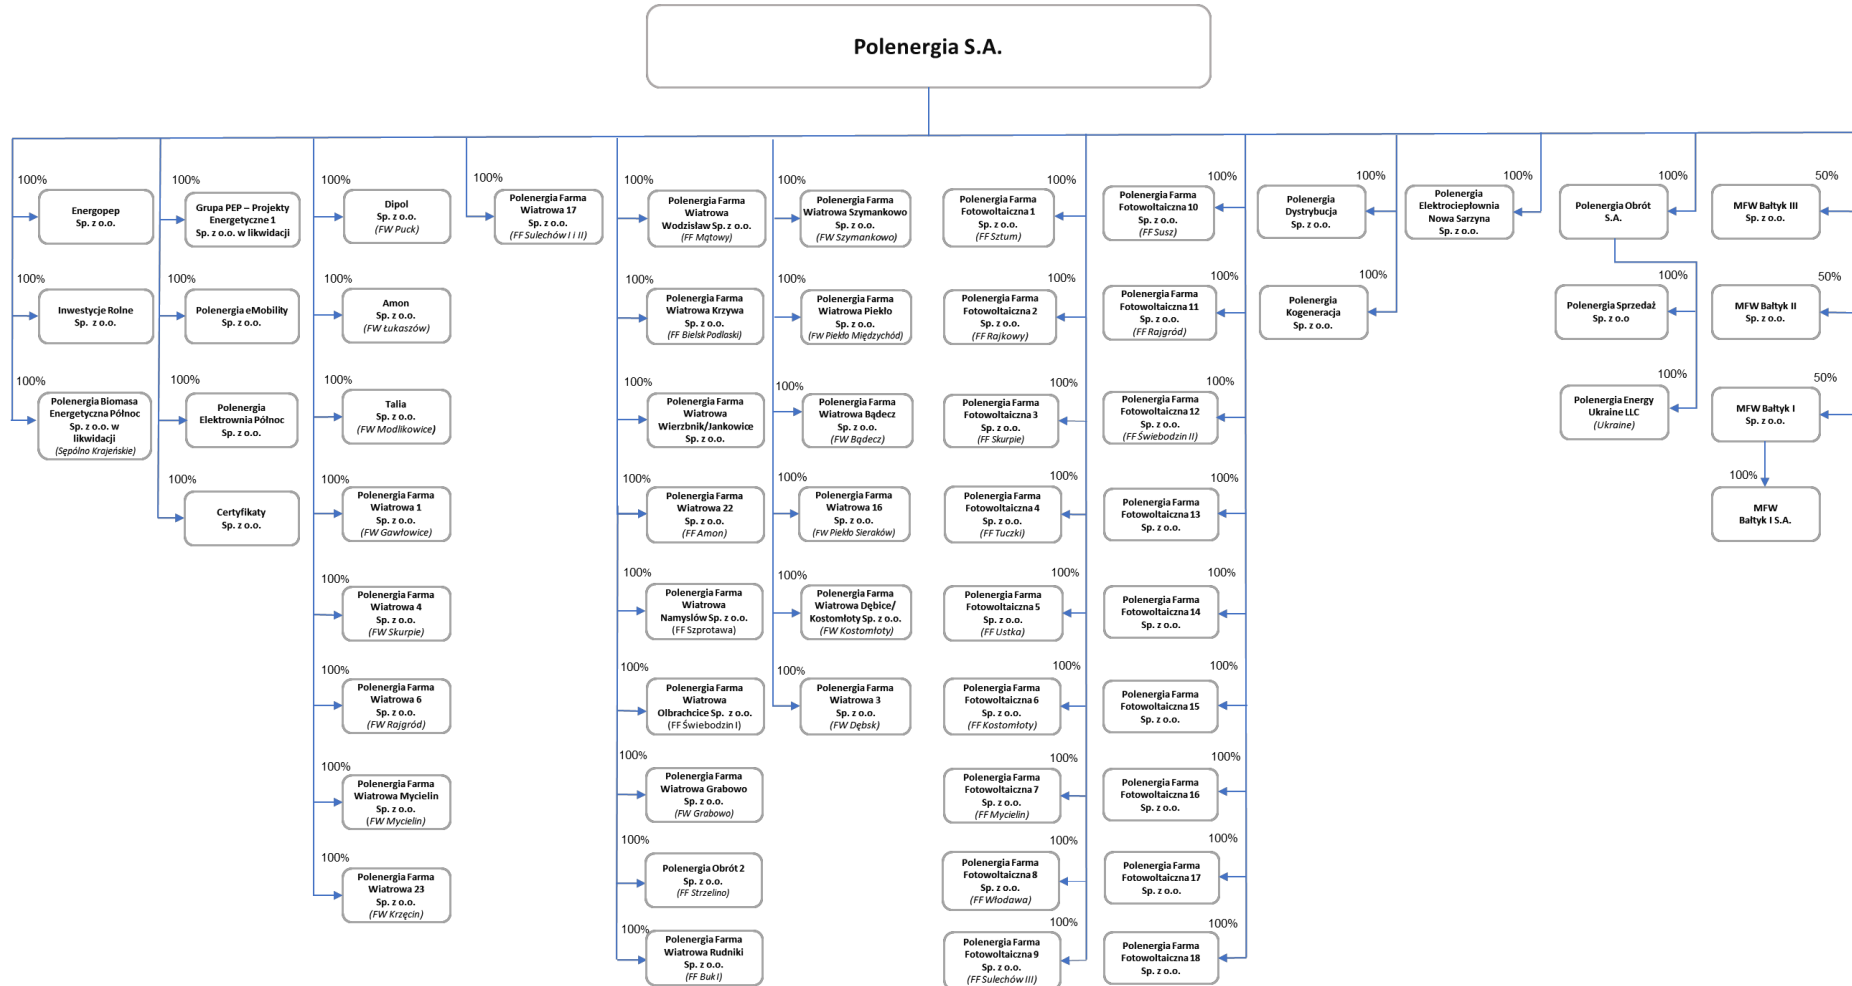 Polenergia S.A.
100%
Energopep
Sp. z o.o.
100%
Inwestycje Rolne
Sp. z o.o.
100%
Polenergia Biomasa
Energetyczna Północ
Sp. z o.o. w
likwidacji
(Sępólno Krajeńskie)
100%
Grupa PEP – Projekty
Energetyczne 1
Sp. z o.o. w likwidacji
100%
Polenergia eMobility
Sp. z o.o.
100%
Polenergia
Elektrownia Północ
Sp. z o.o.
100%
Certyfikaty
Sp. z o.o.
100%
Dipol
Sp. z o.o.
(FW Puck)
100%
Amon
Sp. z o.o.
(FW Łukaszów)
100%
Talia
Sp. z o.o.
(FW Modlikowice)
100%
Polenergia Farma
Wiatrowa 1
Sp. z o.o.
(FW Gawłowice)
100%
Polenergia Farma
Wiatrowa 4
Sp. z o.o.
(FW Skurpie)
100%
Polenergia Farma
Wiatrowa 6
Sp. z o.o.
(FW Rajgród)
100%
Polenergia Farma
Wiatrowa Mycielin
Sp. z o.o.
(FW Mycielin)
100%
Polenergia Farma
Wiatrowa 23
Sp. z o.o.
(FW Krzęcin)
100%
Polenergia Farma
Wiatrowa 17
Sp. z o.o.
(FF Sulechów I i II)
100%
Polenergia Farma
Wiatrowa
Wodzisław Sp. z o.o.
(FF Mątowy)
100%
Polenergia Farma
Wiatrowa Krzywa
Sp. z o.o.
(FF Bielsk Podlaski)
100%
Polenergia Farma
Wiatrowa
Wierzbnik/Jankowice
Sp. z o.o.
100%
Polenergia Farma
Wiatrowa 22
Sp. z o.o.
(FF Amon)
100%
Polenergia Farma
Wiatrowa
Namysłów Sp. z o.o.
(FF Szprotawa)
100%
Polenergia Farma
Wiatrowa
Olbrachcice Sp. z o.o.
(FF Świebodzin I)
100%
Polenergia Farma
Wiatrowa Grabowo
Sp. z o.o.
(FW Grabowo)
100%
Polenergia Obrót 2
Sp. z o.o.
(FF Strzelino)
100%
Polenergia Farma
Wiatrowa Rudniki
Sp. z o.o.
(FF Buk I)
100%
Polenergia Farma
Wiatrowa Szymankowo
Sp. z o.o.
(FW Szymankowo)
100%
Polenergia Farma
Wiatrowa Piekło
Sp. z o.o.
(FW Piekło Międzychód)
100%
Polenergia Farma
Wiatrowa Bądecz
Sp. z o.o.
(FW Bądecz)
100%
Polenergia Farma
Wiatrowa 16
Sp. z o.o.
(FW Piekło Sieraków)
100%
Polenergia Farma
Wiatrowa Dębice/
Kostomłoty Sp. z o.o.
(FW Kostomłoty)
100%
Polenergia Farma
Wiatrowa 3
Sp. z o.o.
(FW Dębsk)
100%
Polenergia Farma
Fotowoltaiczna 1
Sp. z o.o.
(FF Sztum)
100%
Polenergia Farma
Fotowoltaiczna 2
Sp. z o.o.
(FF Rajkowy)
100%
Polenergia Farma
Fotowoltaiczna 3
Sp. z o.o.
(FF Skurpie)
100%
Polenergia Farma
Fotowoltaiczna 4
Sp. z o.o.
(FF Tuczki)
100%
Polenergia Farma
Fotowoltaiczna 5
Sp. z o.o.
(FF Ustka)
100%
Polenergia Farma
Fotowoltaiczna 6
Sp. z o.o.
(FF Kostomłoty)
100%
Polenergia Farma
Fotowoltaiczna 7
Sp. z o.o.
(FF Mycielin)
100%
Polenergia Farma
Fotowoltaiczna 8
Sp. z o.o.
(FF Włodawa)
100%
Polenergia Farma
Fotowoltaiczna 9
Sp. z o.o.
(FF Sulechów III)
100%
Polenergia Farma
Fotowoltaiczna 10
Sp. z o.o.
(FF Susz)
100%
Polenergia Farma
Fotowoltaiczna 11
Sp. z o.o.
(FF Rajgród)
100%
Polenergia Farma
Fotowoltaiczna 12
Sp. z o.o.
(FF Świebodzin II)
100%
Polenergia Farma
Fotowoltaiczna 13
Sp. z o.o.
100%
Polenergia Farma
Fotowoltaiczna 14
Sp. z o.o.
100%
Polenergia Farma
Fotowoltaiczna 15
Sp. z o.o.
100%
Polenergia Farma
Fotowoltaiczna 16
Sp. z o.o.
100%
Polenergia Farma
Fotowoltaiczna 17
Sp. z o.o.
100%
Polenergia Farma
Fotowoltaiczna 18
Sp. z o.o.
100%
Polenergia
Dystrybucja
Sp. z o.o.
100%
Polenergia
Kogeneracja
Sp. z o.o.
100%
Polenergia
Elektrociepłownia
Nowa Sarzyna
Sp. z o.o.
100%
Polenergia Obrót
S.A.
100%
Polenergia Sprzedaż
Sp. z o.o
100%
Polenergia Energy
Ukraine LLC
(Ukraine)
50%
MFW Bałtyk III
Sp. z o.o.
50%
MFW Bałtyk II
Sp. z o.o.
50%
MFW Bałtyk I
Sp. z o.o.
100%
MFW
Bałtyk I S.A.